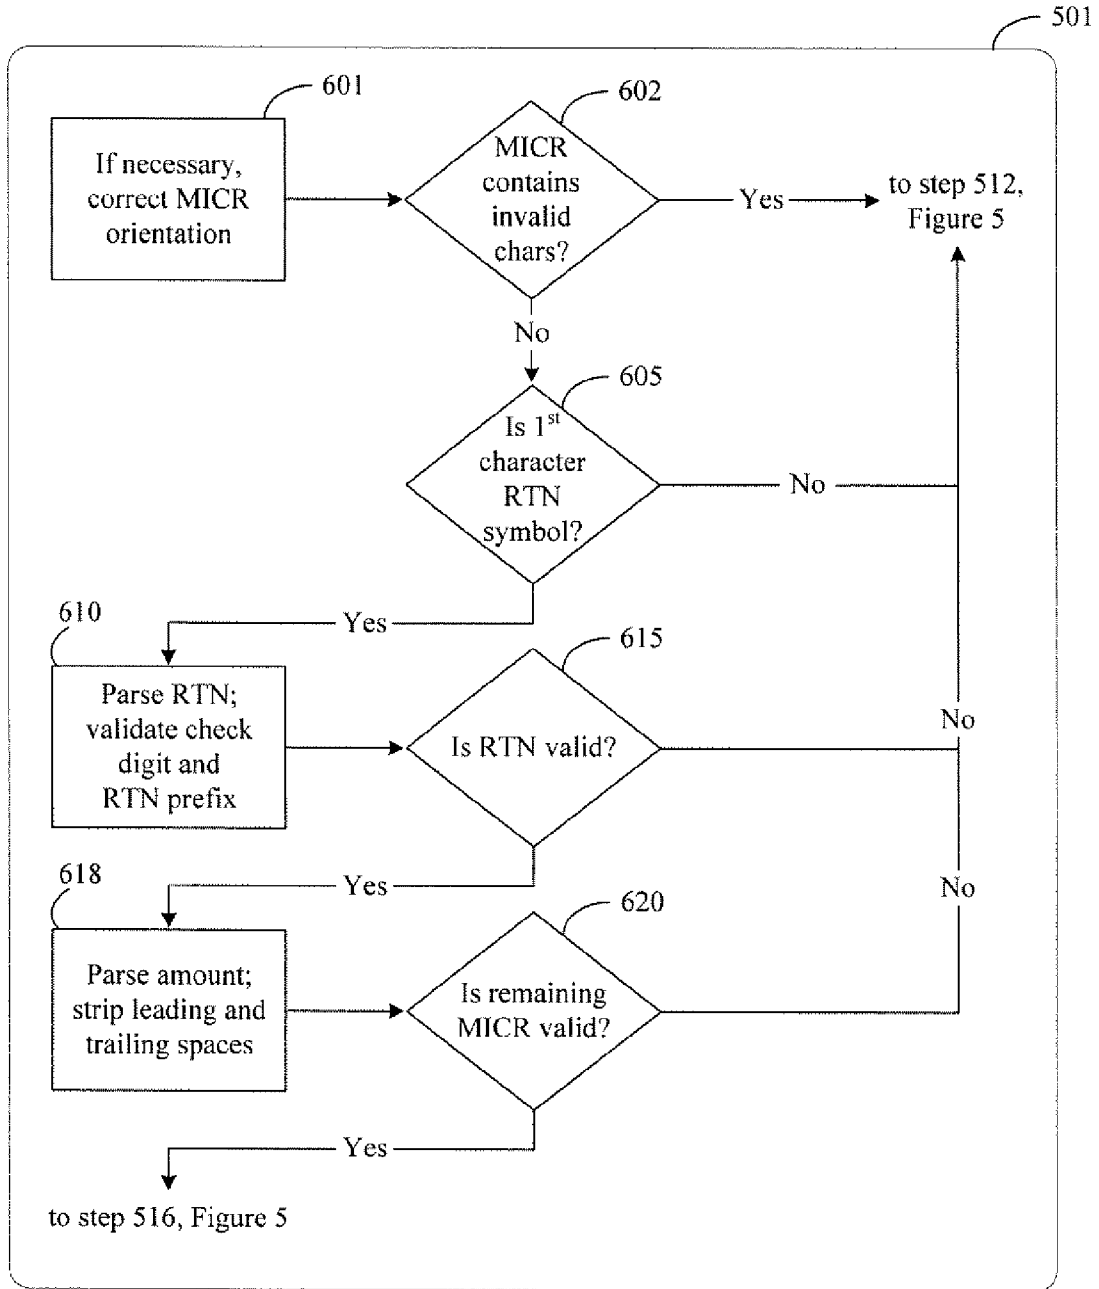 501
601
602
If necessary,
correct MICR
orientation
MICR
contains
invalid
chars?
Yes
to step 512,
Figure 5
No
605
Is 1st
character
RTN
symbol?
No
Yes
610
615
Parse RTN;
validate check
digit and
RTN prefix
Is RTN valid?
No
Yes
618
620
No
Parse amount;
strip leading and
trailing spaces
Is remaining
MICR valid?
Yes
to step 516, Figure 5